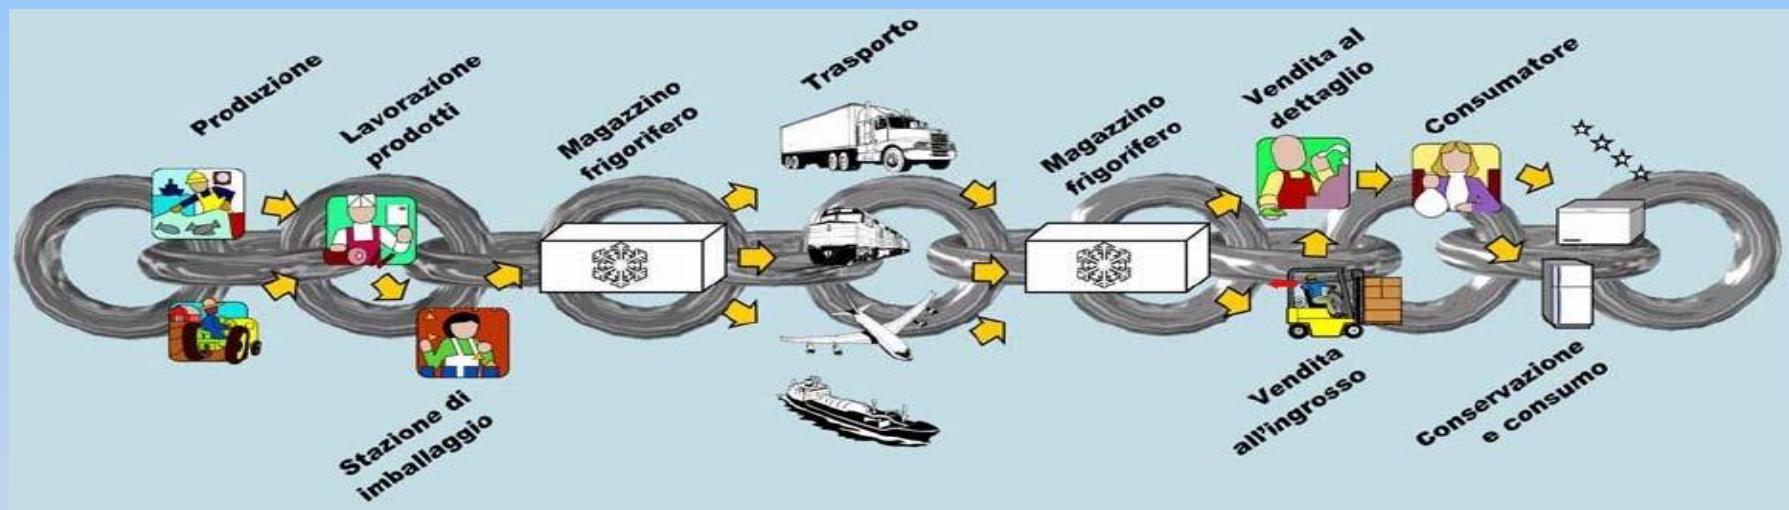 Produzione
Lavorazione
prodotti
Stazione di
imballaggio
Magazzino
frigorifero
Trasporto
Magazzino
frigorifero
Vendita al
dettaglio
Vendita
all'ingrosso
Consumatore
Conservazione
e consumo